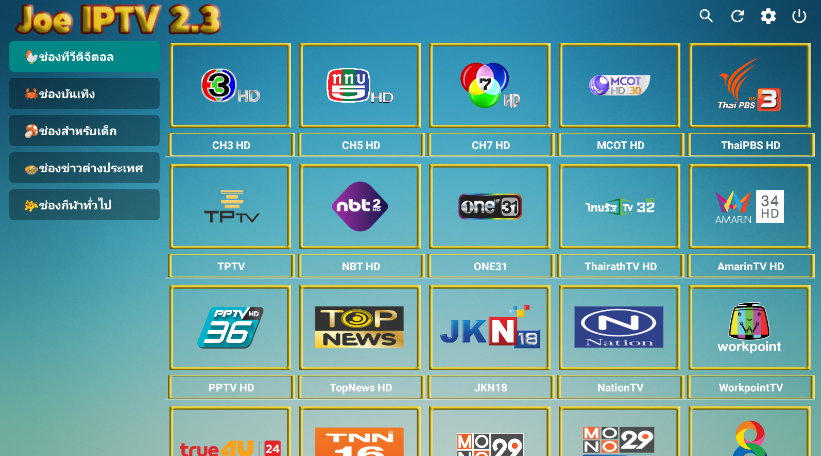 Joe IPTV 2.3
ช่องทีวีดิจิตอล
ช่องบันเทิง
ช่องสำหรับเด็ก
ช่องข่าวต่างประเทศ
ช่องกีฬาทั่วไป
3 HD
ททบ 5 HD
7 HD
MCOT HD 30
Thai PBS 3
CH3 HD
CH5 HD
CH7 HD
MCOT HD
ThaiPBS HD
TPTV
nbt 2 HD
one 31
ไทยรัฐ TV 32
AMARIN 34 HD
TPTV
NBT HD
ONE31
ThairathTV HD
AmarinTV HD
PPTV HD 36
TOP NEWS
JKN 18
N Nation
workpoint
PPTV HD
TopNews HD
JKN18
NationTV
WorkpointTV
true4U 24
TNN 16
MONO 29
MONO 29
8